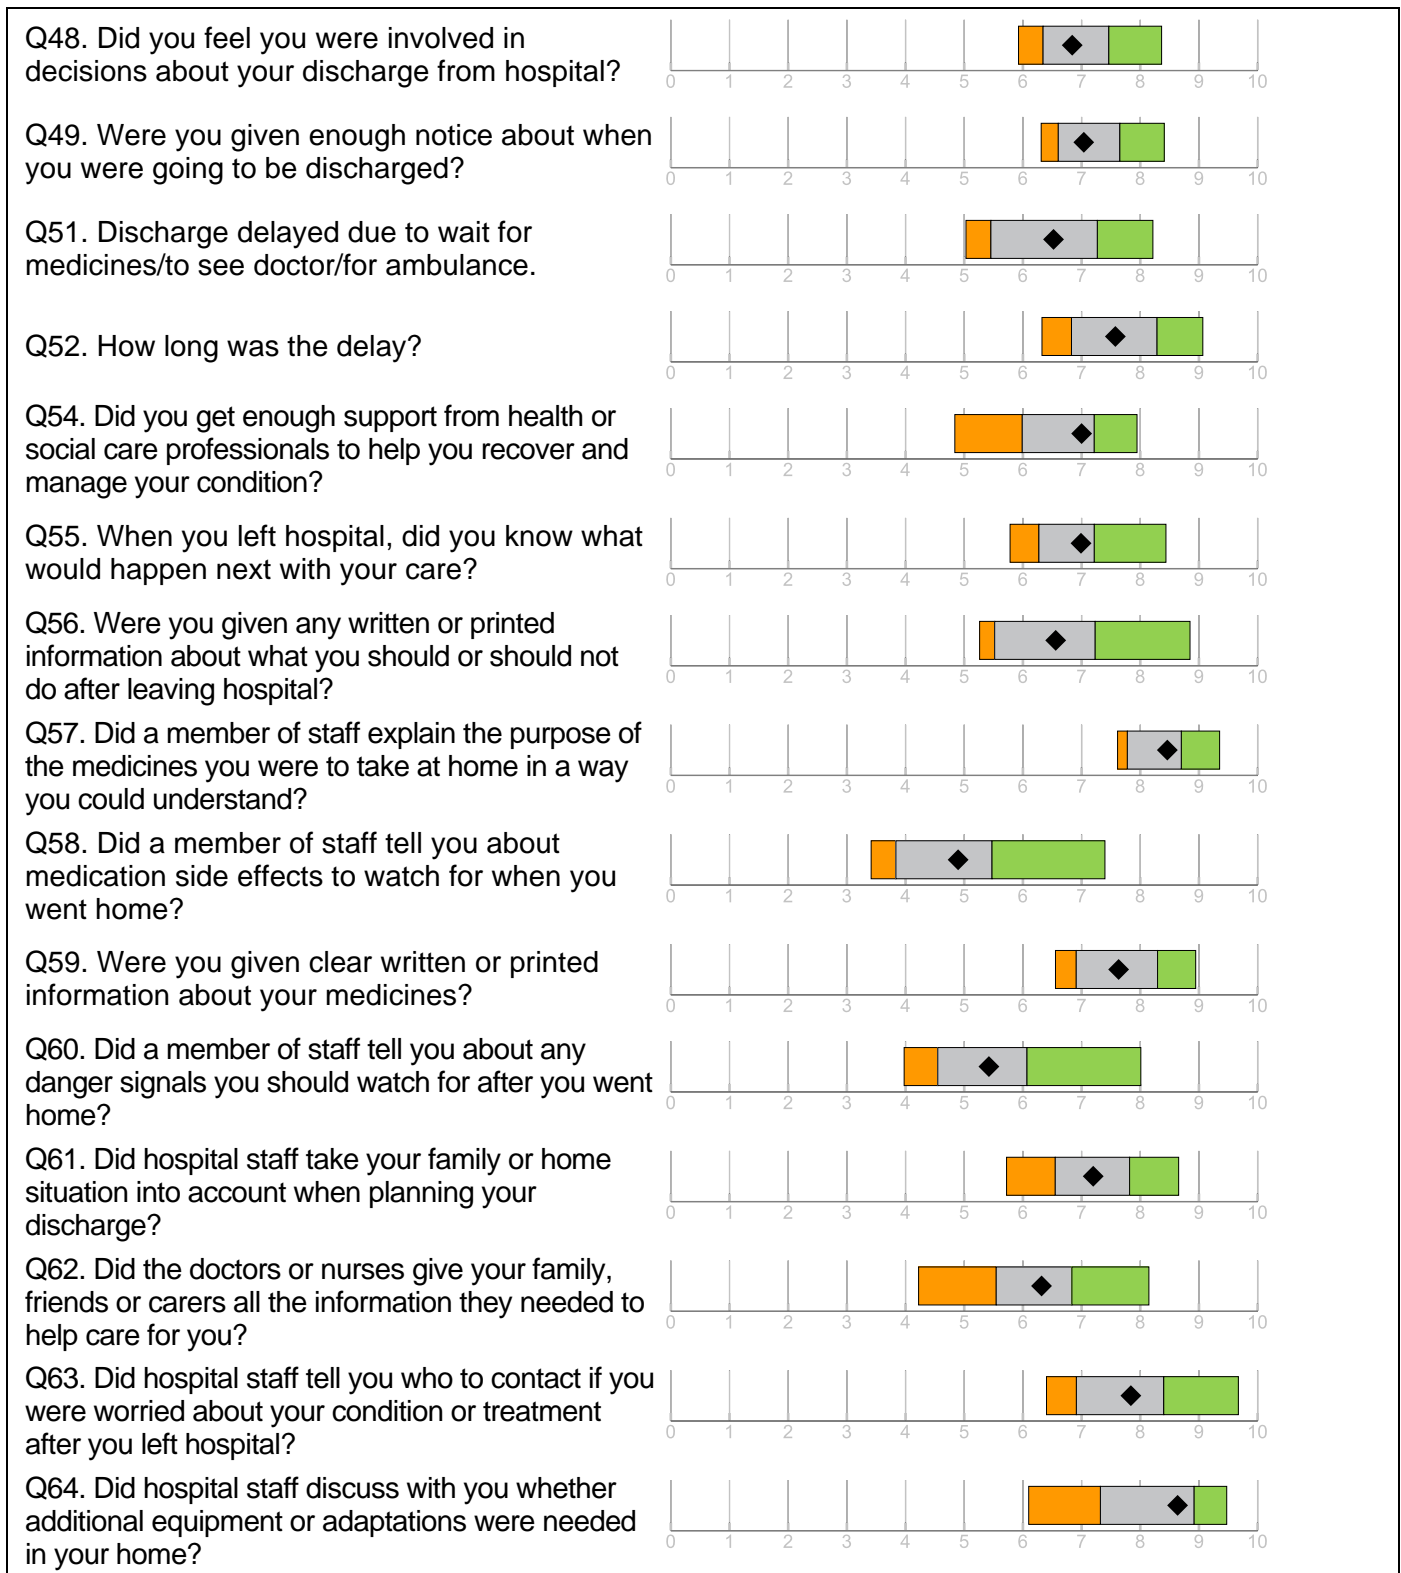 Q48. Did you feel you were involved in
decisions about your discharge from hospital?
0 1 2 3 4 5 6 7 8 9 10
Q49. Were you given enough notice about when
you were going to be discharged?
0 1 2 3 4 5 6 7 8 9 10
Q51. Discharge delayed due to wait for
medicines/to see doctor/for ambulance.
0 1 2 3 4 5 6 7 8 9 10
Q52. How long was the delay?
0 1 2 3 4 5 6 7 8 9 10
Q54. Did you get enough support from health or
social care professionals to help you recover and
manage your condition?
0 1 2 3 4 5 6 7 8 9 10
Q55. When you left hospital, did you know what
would happen next with your care?
0 1 2 3 4 5 6 7 8 9 10
Q56. Were you given any written or printed
information about what you should or should not
do after leaving hospital?
0 1 2 3 4 5 6 7 8 9 10
Q57. Did a member of staff explain the purpose of
the medicines you were to take at home in a way
you could understand?
0 1 2 3 4 5 6 7 8 9 10
Q58. Did a member of staff tell you about
medication side effects to watch for when you
went home?
0 1 2 3 4 5 6 7 8 9 10
Q59. Were you given clear written or printed
information about your medicines?
0 1 2 3 4 5 6 7 8 9 10
Q60. Did a member of staff tell you about any
danger signals you should watch for after you went
home?
0 1 2 3 4 5 6 7 8 9 10
Q61. Did hospital staff take your family or home
situation into account when planning your
discharge?
0 1 2 3 4 5 6 7 8 9 10
Q62. Did the doctors or nurses give your family,
friends or carers all the information they needed to
help care for you?
0 1 2 3 4 5 6 7 8 9 10
Q63. Did hospital staff tell you who to contact if you
were worried about your condition or treatment
after you left hospital?
0 1 2 3 4 5 6 7 8 9 10
Q64. Did hospital staff discuss with you whether
additional equipment or adaptations were needed
in your home?
0 1 2 3 4 5 6 7 8 9 10